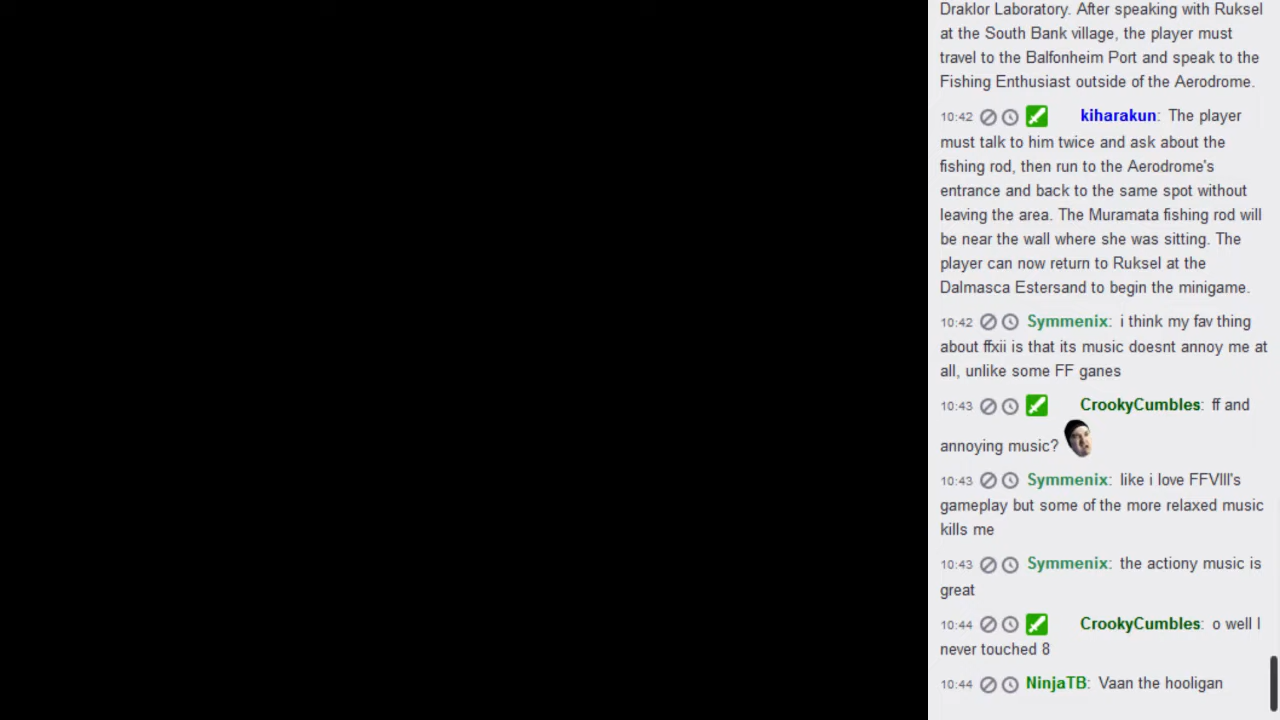 Draklor Laboratory. After speaking with Ruksel
at the South Bank village, the player must
travel to the Balfonheim Port and speak to the
Fishing Enthusiast outside of the Aerodrome.
10:42 kiharakun: The player
must talk to him twice and ask about the
fishing rod, then run to the Aerodrome's
entrance and back to the same spot without
leaving the area. The Muramata fishing rod will
be near the wall where she was sitting. The
player can now return to Ruksel at the
Dalmasca Estersand to begin the minigame.
10:42 Symmenix: i think my fav thing
about ffxii is that its music doesnt annoy me at
all, unlike some FF ganes
10:43 CrookyCumbles: ff and
annoying music?
10:43 Symmenix: like i love FFVIII's
gameplay but some of the more relaxed music
kills me
10:43 Symmenix: the actiony music is
great
10:44 CrookyCumbles: o well I
never touched 8
10:44 NinjaTB: Vaan the hooligan